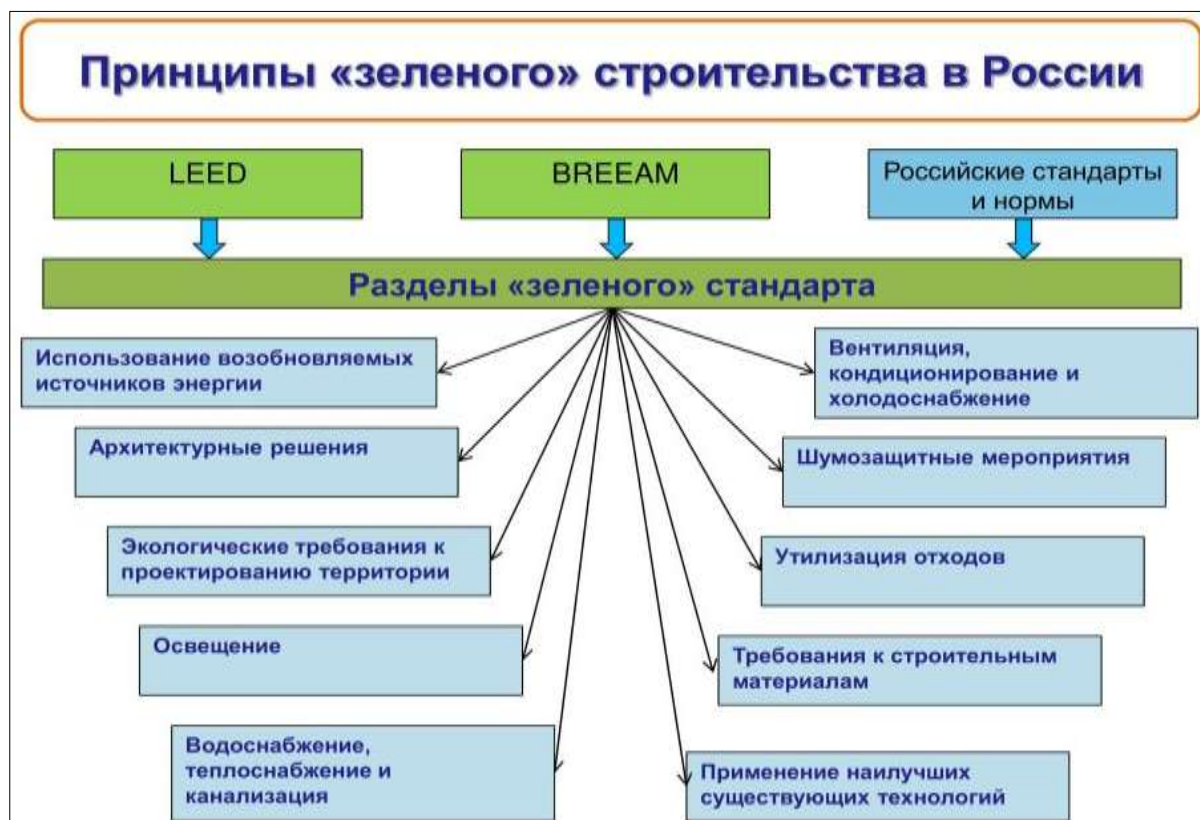 Принципы «зеленого» строительства в России
LEED
BREEAM
Российские стандарты
и нормы
Разделы «зеленого» стандарта
Использование возобновляемых
источников энергии
Архитектурные решения
Экологические требования к
проектированию территории
Освещение
Водоснабжение,
теплоснабжение и
канализация
Вентиляция,
кондиционирование и
холодоснабжение
Шумозащитные мероприятия
Утилизация отходов
Требования к строительным
материалам
Применение наилучших
существующих технологий